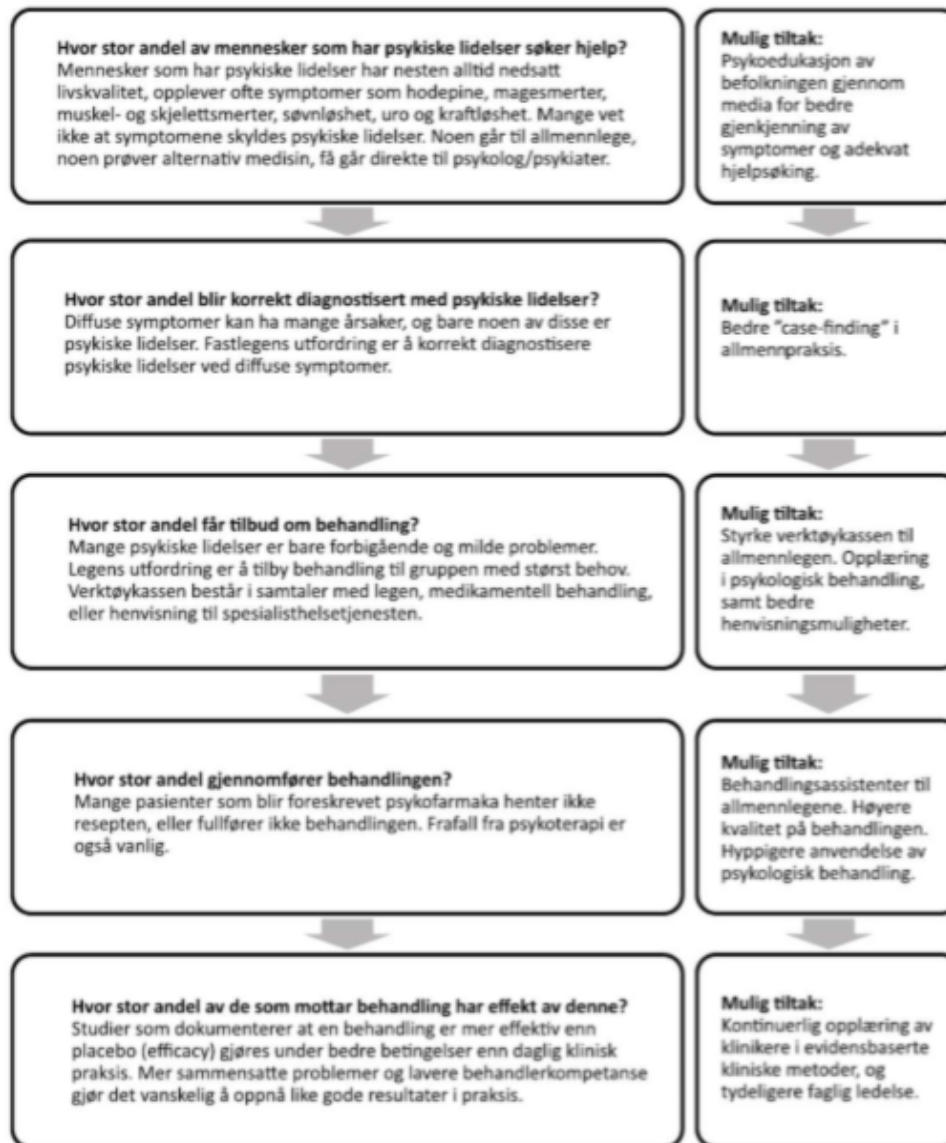 Hvor stor andel av mennesker som har psykiske lidelser søker hjelp?
Mennesker som har psykiske lidelser har nesten alltid nedsatt
livskvalitet, opplever ofte symptomer som hodepine, magesmerter,
muskel- og skjelettsmerter, søvnløshet, uro og kraftløshet. Mange vet
ikke at symptomene skyldes psykiske lidelser. Noen går til allmennlege,
noen prøver alternativ medisin, få går direkte til psykolog/psykiater.
Mulig tiltak:
Psykoedukasjon av
befolkningen gjennom
media for bedre
gjenkjenning av
symptomer og adekvat
hjelpsøking.
Hvor stor andel blir korrekt diagnostisert med psykiske lidelser?
Diffuse symptomer kan ha mange årsaker, og bare noen av disse er
psykiske lidelser. Fastlegens utfordring er å korrekt diagnostisere
psykiske lidelser ved diffuse symptomer.
Mulig tiltak:
Bedre “case-finding” i
allmennpraksis.
Hvor stor andel får tilbud om behandling?
Mange psykiske lidelser er bare forbigående og milde problemer.
Legens utfordring er å tilby behandling til gruppen med størst behov.
Verktøykassen består i samtaler med legen, medikamentell behandling,
eller henvisning til spesialisthelsetjenesten.
Mulig tiltak:
Styrke verktøykassen til
allmennlegen. Opplæring
i psykologisk behandling,
samt bedre
henvisningsmuligheter.
Hvor stor andel gjennomfører behandlingen?
Mange pasienter som blir foreskrevet psykofarmaka henter ikke
resepten, eller fullfører ikke behandlingen. Frafall fra psykoterapi er
også vanlig.
Mulig tiltak:
Behandlingsassistenter til
allmennlegene. Høyere
kvalitet på behandlingen.
Hyppigere anvendelse av
psykologisk behandling.
Hvor stor andel av de som mottar behandling har effekt av denne?
Studier som dokumenterer at en behandling er mer effektiv enn
placebo (efficacy) gjøres under bedre betingelser enn daglig klinisk
praksis. Mer sammensatte problemer og lavere behandlerkompetanse
gjør det vanskelig å oppnå like gode resultater i praksis.
Mulig tiltak:
Kontinuerlig opplæring av
klinikere i evidensbaserte
kliniske metoder, og
tydeligere faglig ledelse.